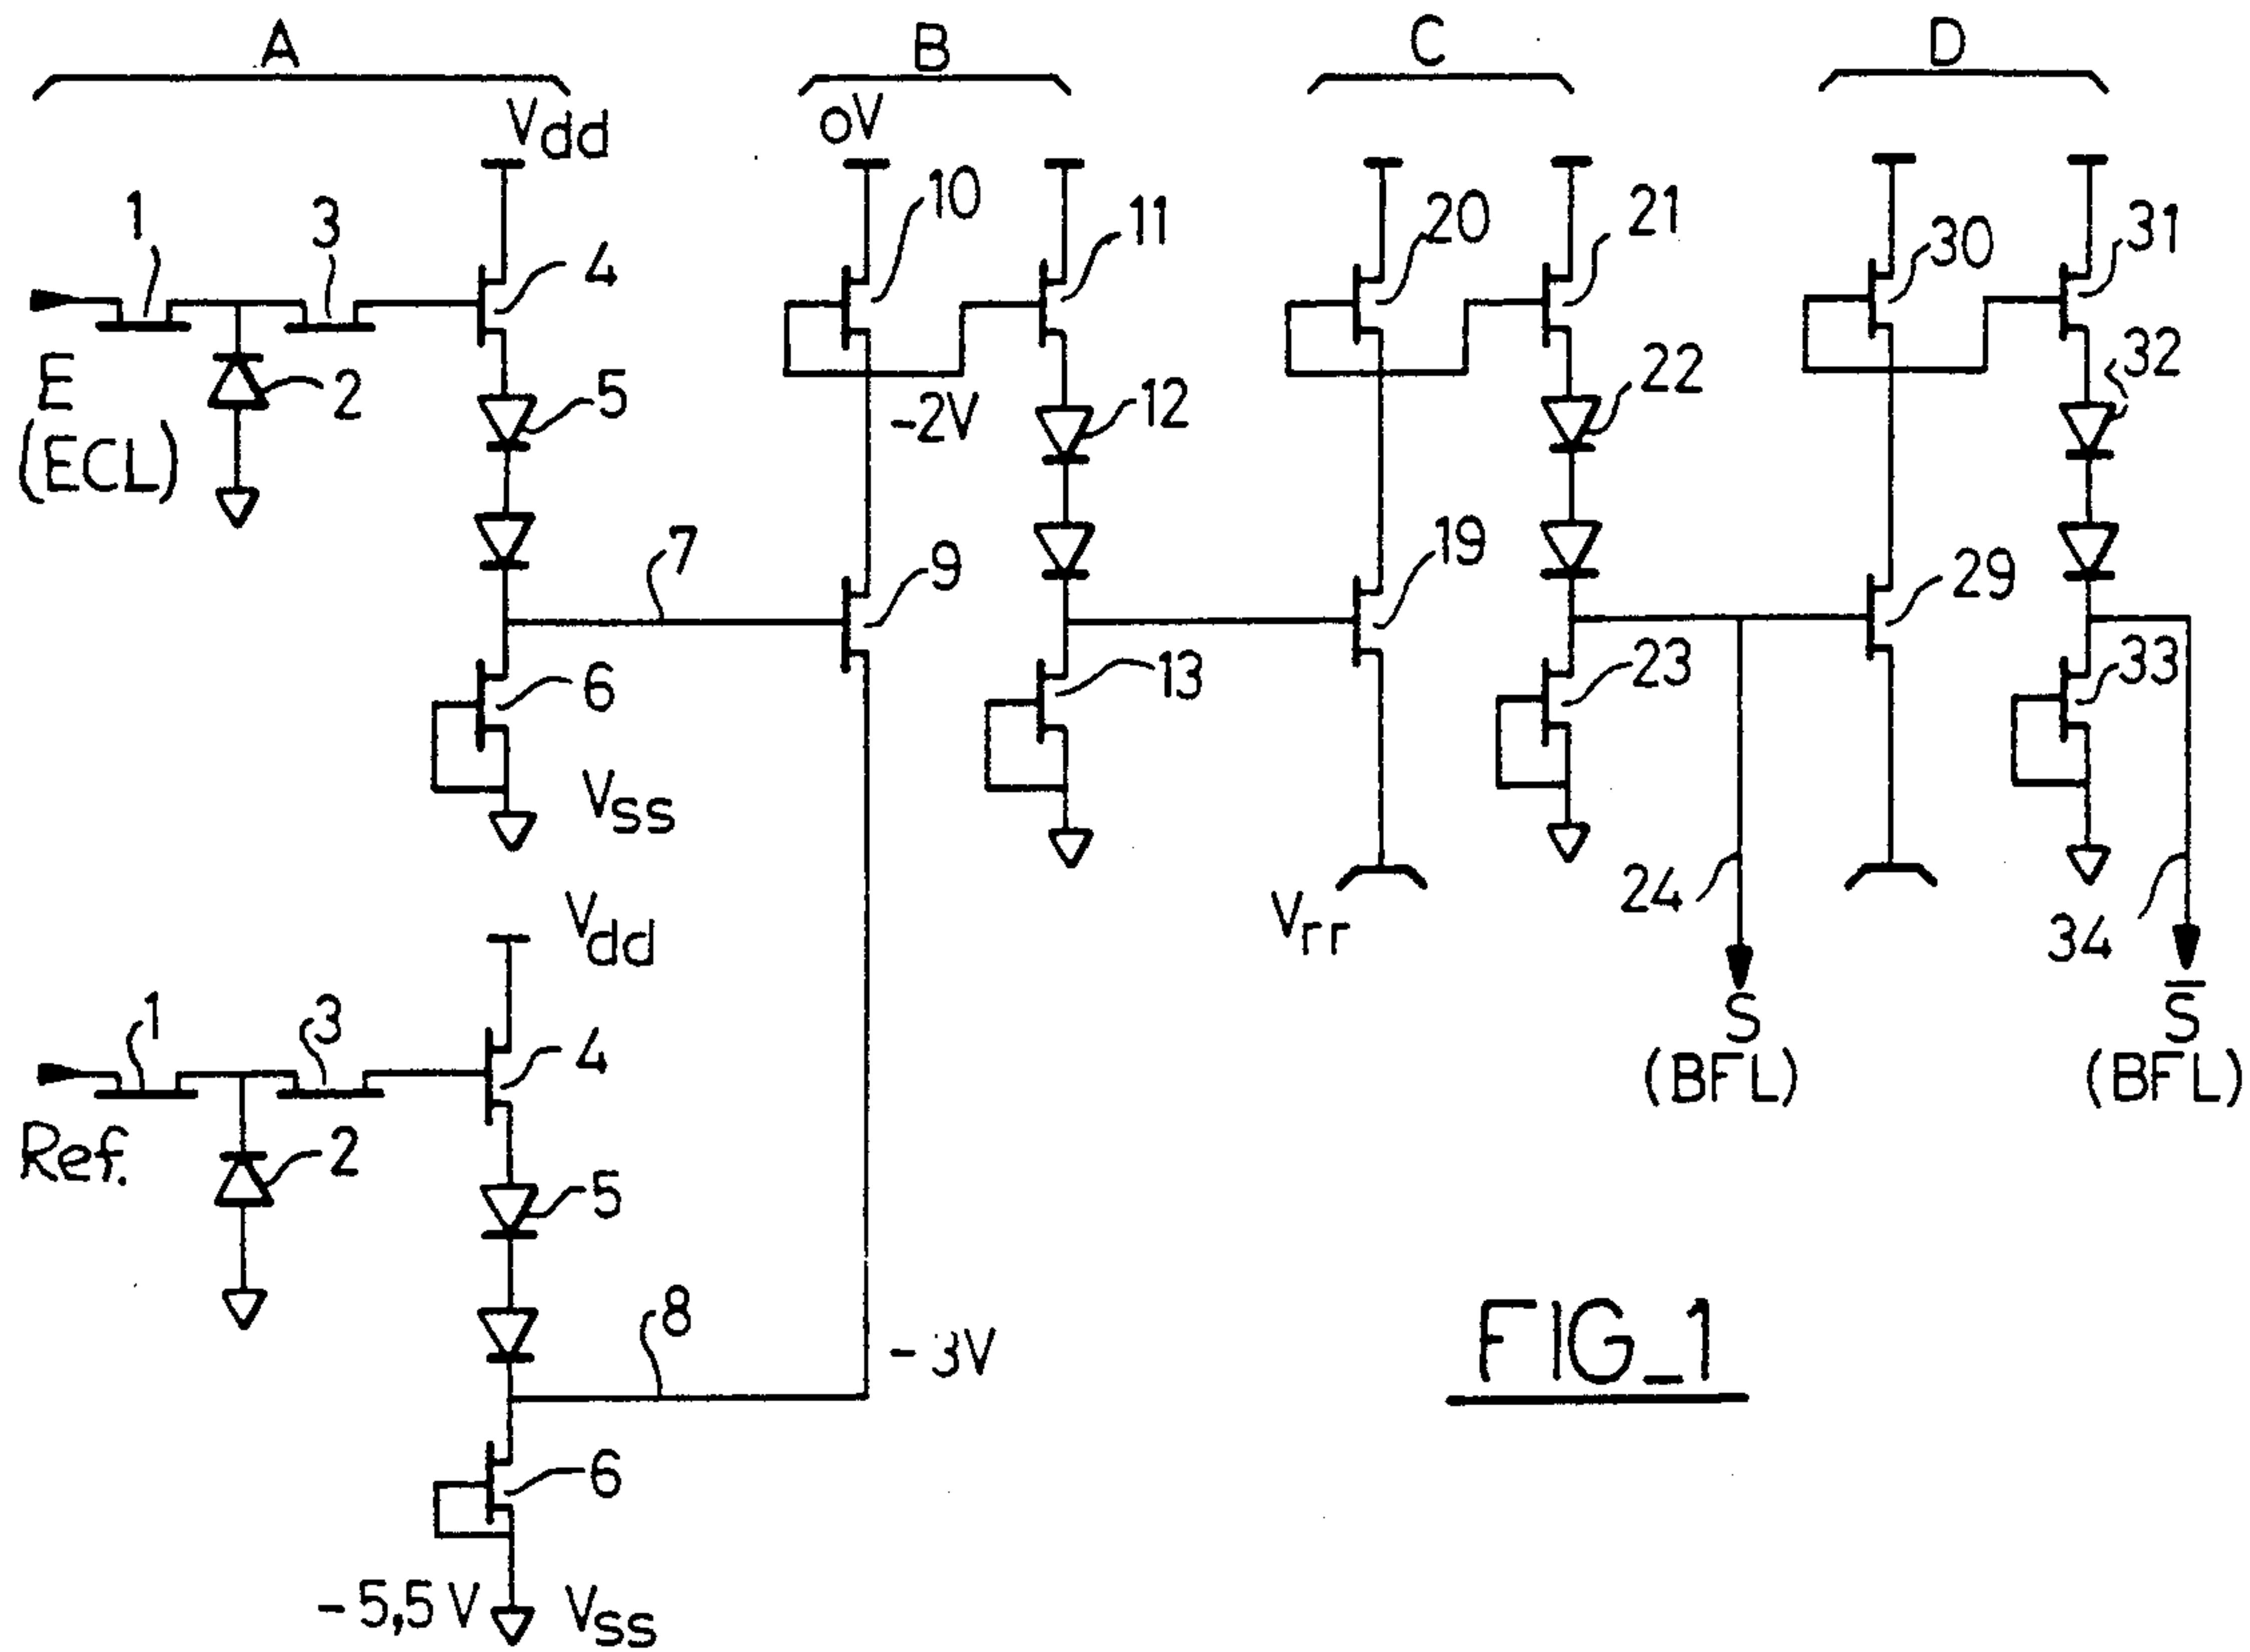 A B C D
Vdd oV
1 3 4 10 11 20 21 30 31
E
(ECL)
2 5 -2V 12 22 32
7 9 19 29
6 13 23 33
Vss
Vdd Vrr 24 34
1 3 4 S S̅
(BFL) (BFL)
Ref. 2 5
8 -3V
FIG_1
6
-5,5V Vss